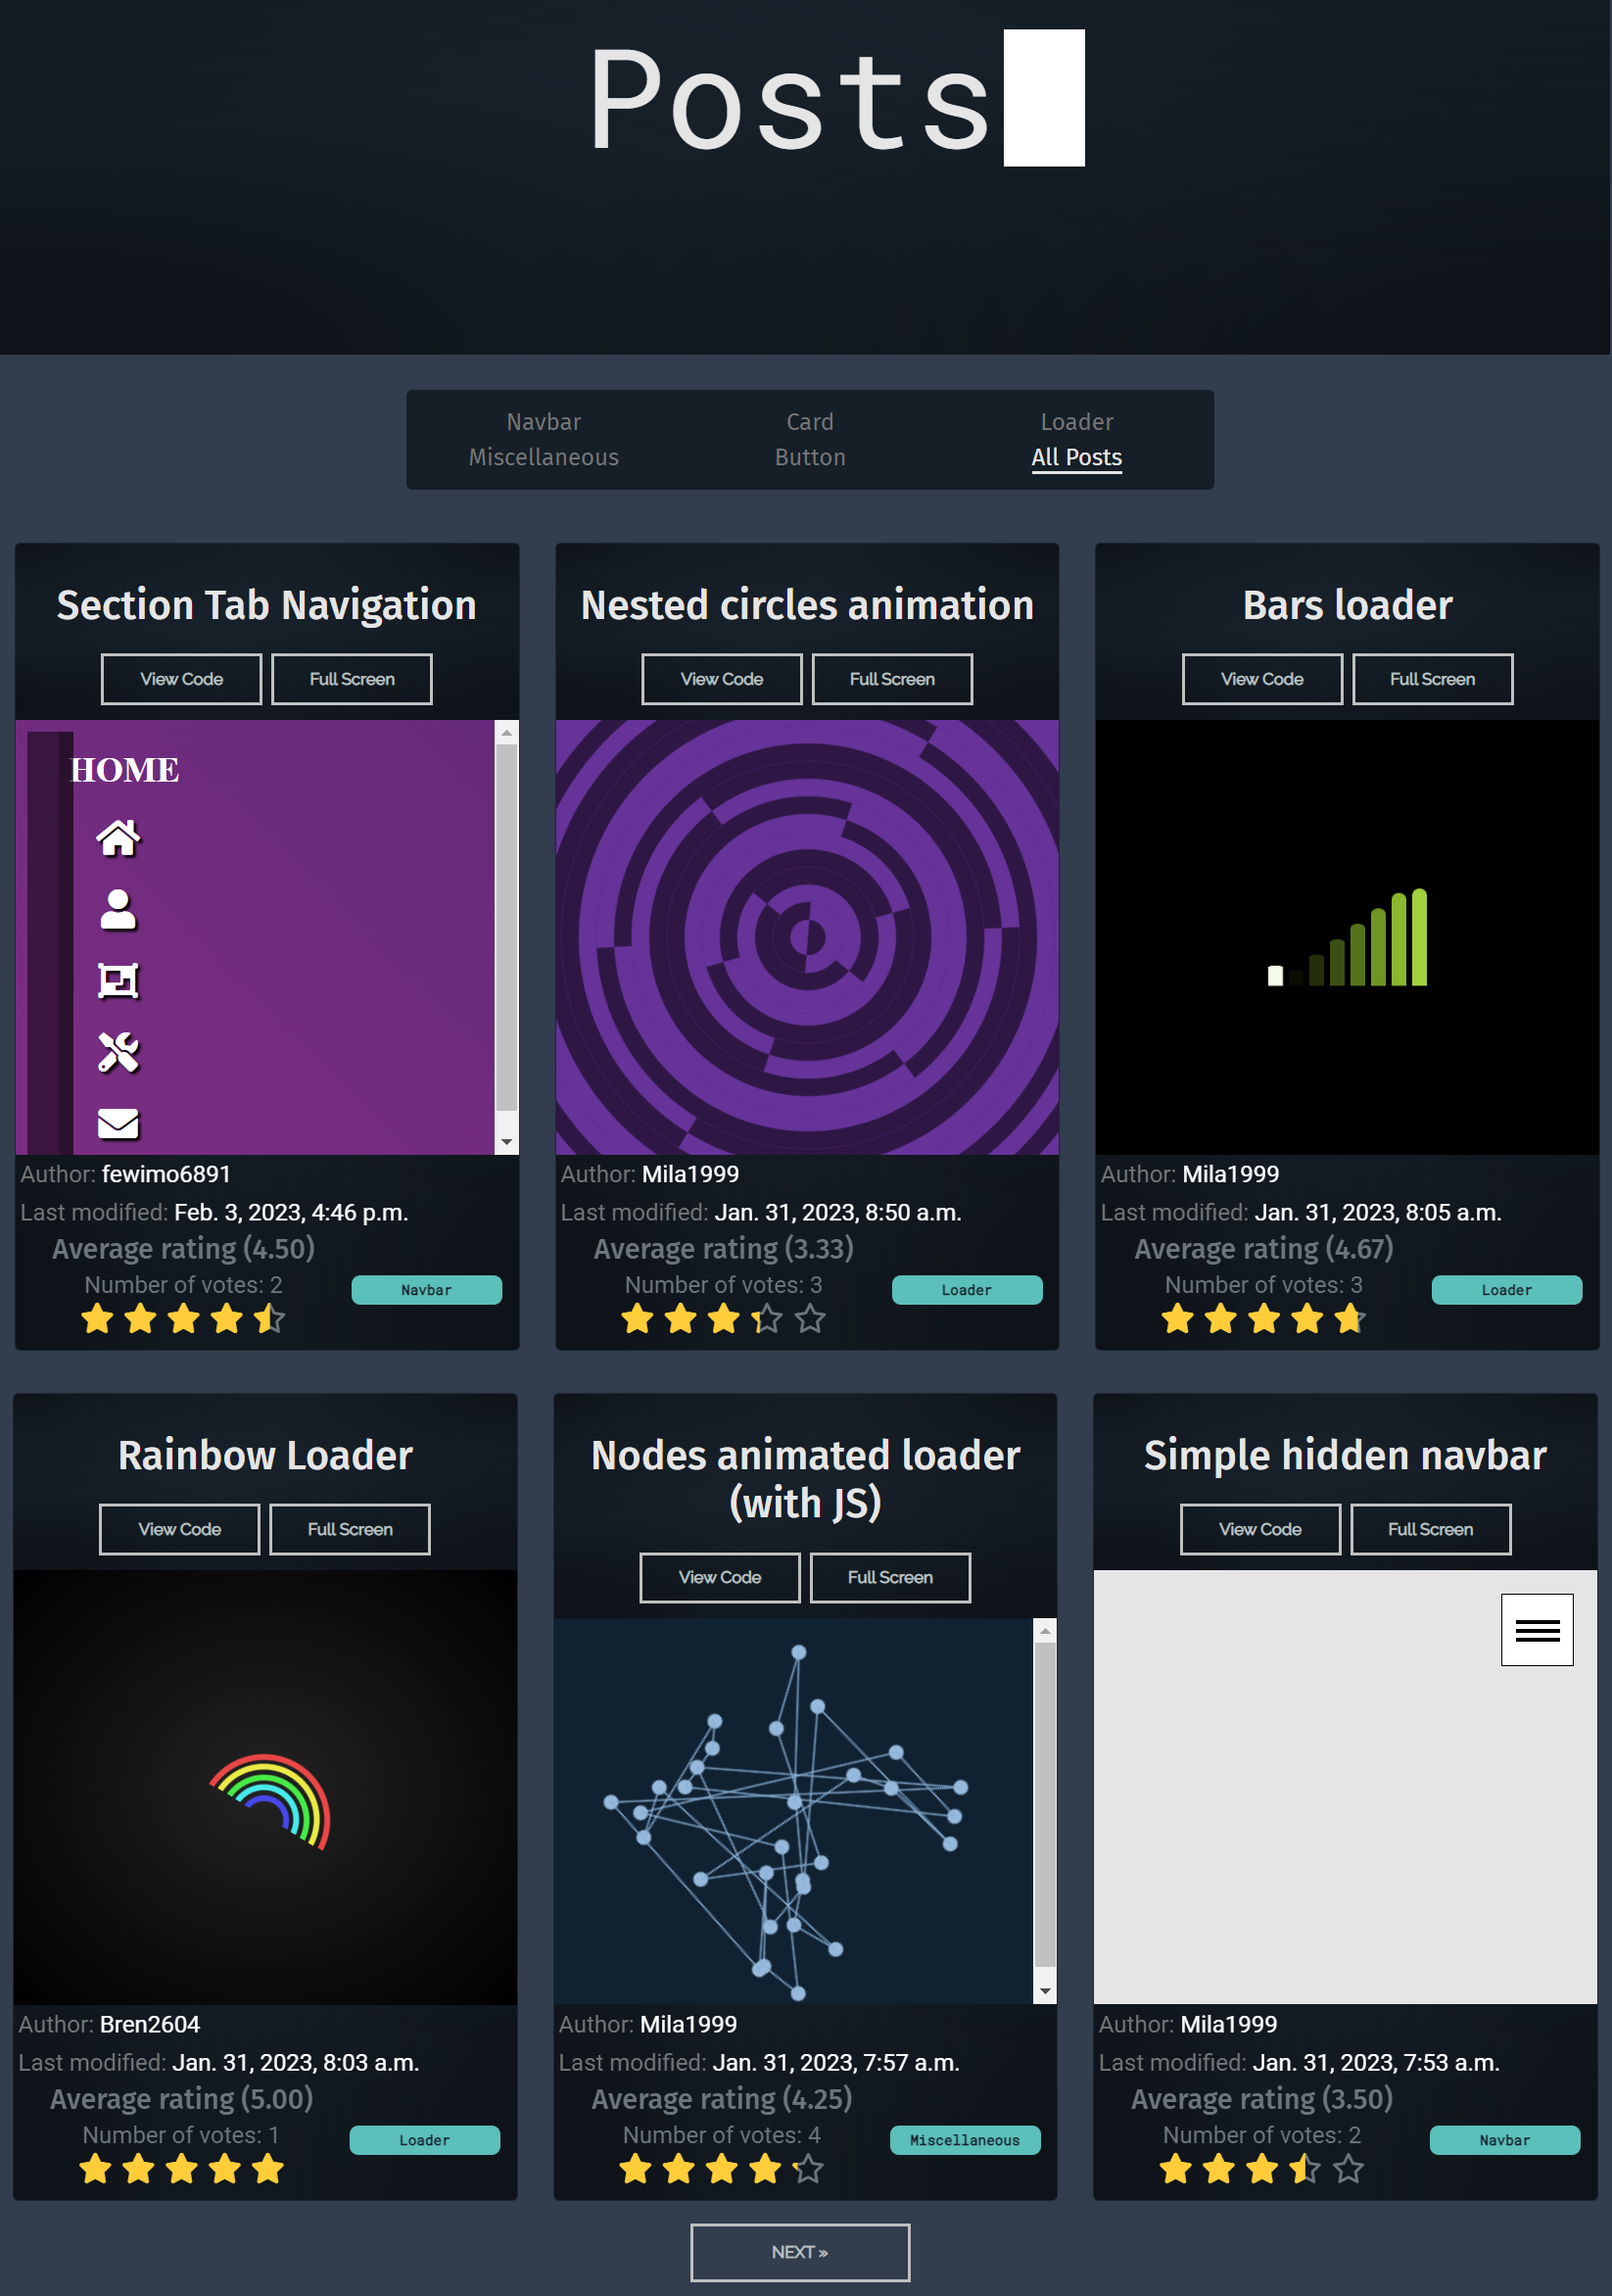 Posts
Navbar Card Loader
Miscellaneous Button All Posts
Section Tab Navigation
View Code Full Screen
HOME
Author: fewimo6891
Last modified: Feb. 3, 2023, 4:46 p.m.
Average rating (4.50)
Number of votes: 2
Navbar
Nested circles animation
View Code Full Screen
Author: Mila1999
Last modified: Jan. 31, 2023, 8:50 a.m.
Average rating (3.33)
Number of votes: 3
Loader
Bars loader
View Code Full Screen
Author: Mila1999
Last modified: Jan. 31, 2023, 8:05 a.m.
Average rating (4.67)
Number of votes: 3
Loader
Rainbow Loader
View Code Full Screen
Author: Bren2604
Last modified: Jan. 31, 2023, 8:03 a.m.
Average rating (5.00)
Number of votes: 1
Loader
Nodes animated loader
(with JS)
View Code Full Screen
Author: Mila1999
Last modified: Jan. 31, 2023, 7:57 a.m.
Average rating (4.25)
Number of votes: 4
Miscellaneous
Simple hidden navbar
View Code Full Screen
Author: Mila1999
Last modified: Jan. 31, 2023, 7:53 a.m.
Average rating (3.50)
Number of votes: 2
Navbar
NEXT »